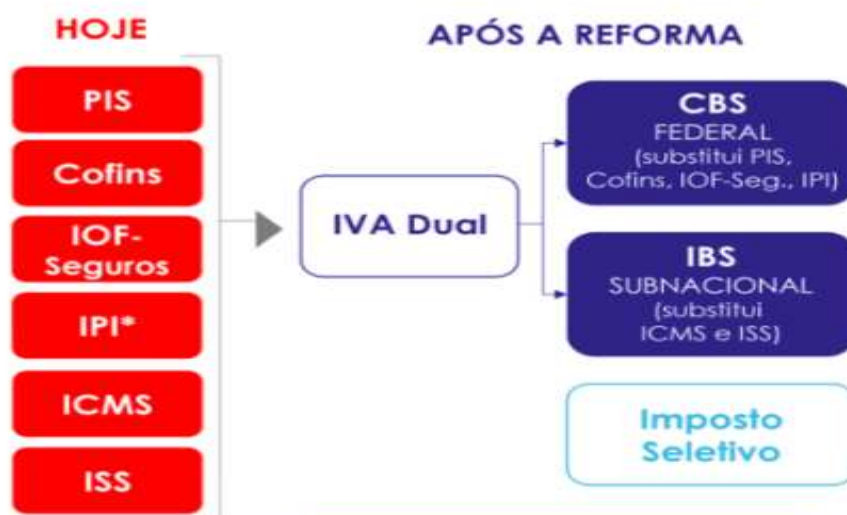 HOJE
PIS
Cofins
IOF-
Seguros
IPI*
ICMS
ISS
APÓS A REFORMA
IVA Dual
CBS
FEDERAL
(substitui PIS,
Cofins, IOF-Seg., IPI)
IBS
SUBNACIONAL
(substitui
ICMS e ISS)
Imposto
Seletivo